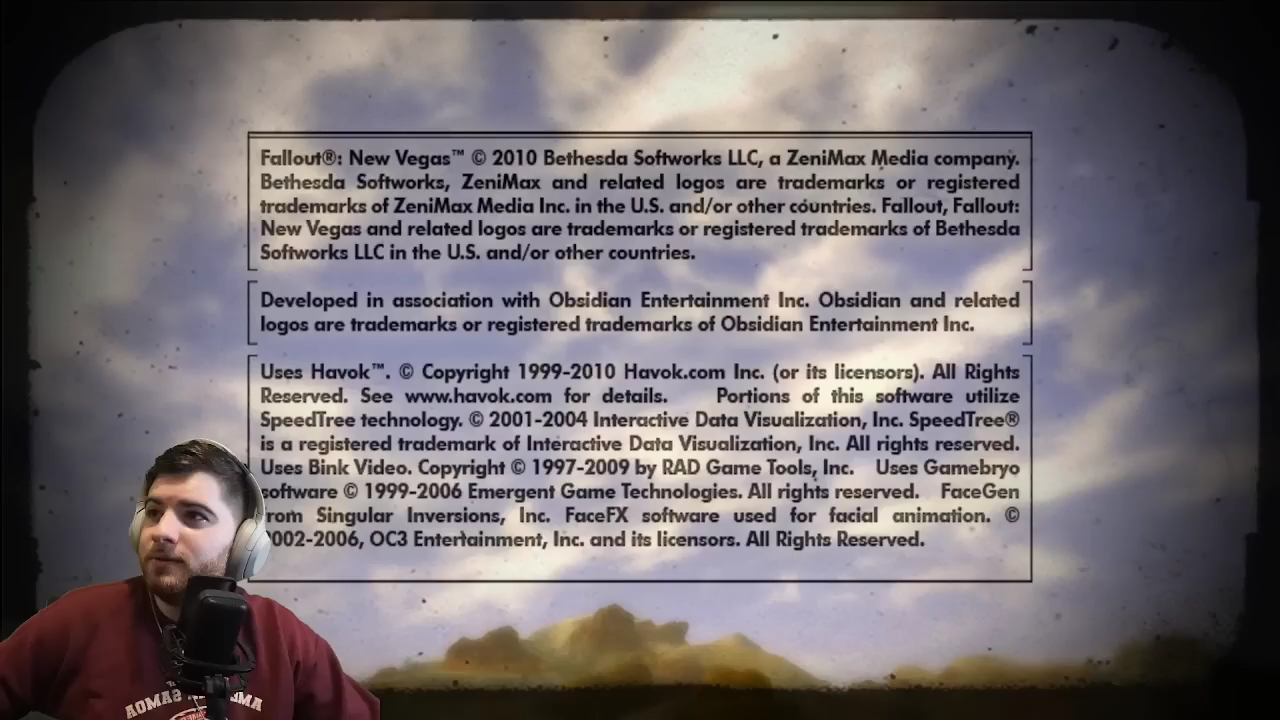 Fallout®: New Vegas™ © 2010 Bethesda Softworks LLC, a ZeniMax Media company.
Bethesda Softworks, ZeniMax and related logos are trademarks or registered
trademarks of ZeniMax Media Inc. in the U.S. and/or other countries. Fallout, Fallout:
New Vegas and related logos are trademarks or registered trademarks of Bethesda
Softworks LLC in the U.S. and/or other countries.
Developed in association with Obsidian Entertainment Inc. Obsidian and related
logos are trademarks or registered trademarks of Obsidian Entertainment Inc.
Uses Havok™. © Copyright 1999-2010 Havok.com Inc. (or its licensors). All Rights
Reserved. See www.havok.com for details. Portions of this software utilize
SpeedTree technology. © 2001-2004 Interactive Data Visualization, Inc. SpeedTree®
is a registered trademark of Interactive Data Visualization, Inc. All rights reserved.
Uses Bink Video. Copyright © 1997-2009 by RAD Game Tools, Inc. Uses Gamebryo
software © 1999-2006 Emergent Game Technologies. All rights reserved. FaceGen
from Singular Inversions, Inc. FaceFX software used for facial animation. ©
2002-2006, OC3 Entertainment, Inc. and its licensors. All Rights Reserved.
SAMOA